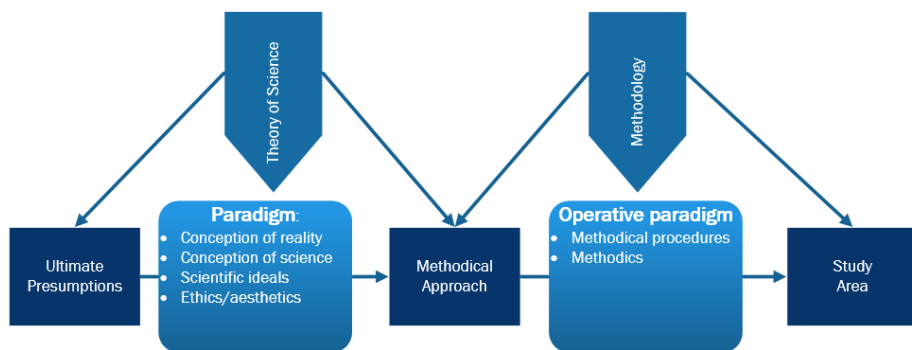 Theory of Science
Methodology
Ultimate
Presumptions
Paradigm:
• Conception of reality
• Conception of science
• Scientific ideals
• Ethics/aesthetics
Methodical
Approach
Operative paradigm
• Methodical procedures
• Methodics
Study
Area